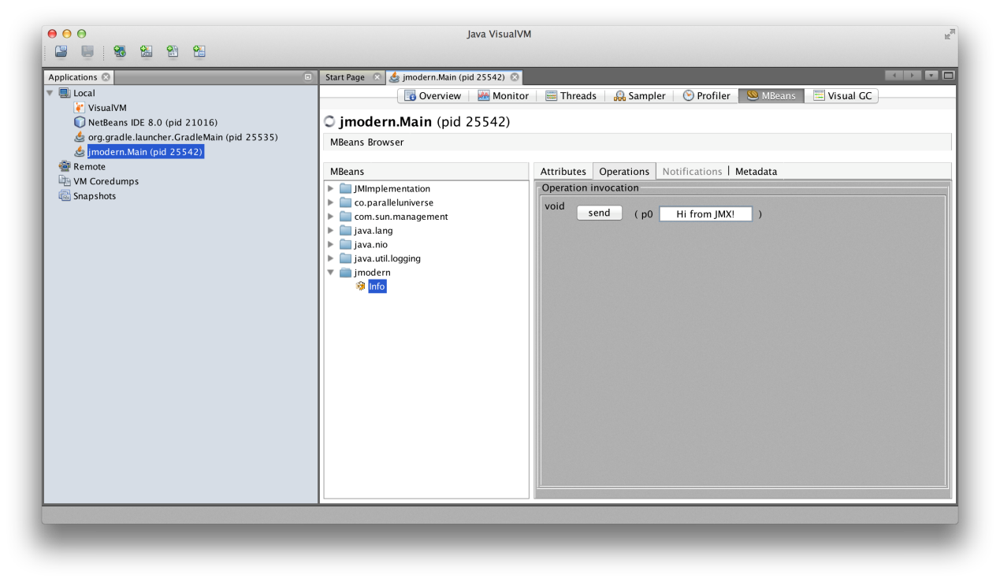 Java VisualVM
Applications
Start Page
jmodern.Main (pid 25542)
Local
VisualVM
NetBeans IDE 8.0 (pid 21016)
org.gradle.launcher.GradleMain (pid 25535)
jmodern.Main (pid 25542)
Remote
VM Coredumps
Snapshots
Overview
Monitor
Threads
Sampler
Profiler
MBeans
Visual GC
jmodern.Main (pid 25542)
MBeans Browser
MBeans
JMImplementation
co.paralleluniverse
com.sun.management
java.lang
java.nio
java.util.logging
jmodern
Info
Attributes
Operations
Notifications
Metadata
Operation invocation
void
send
( p0
Hi from JMX!
)